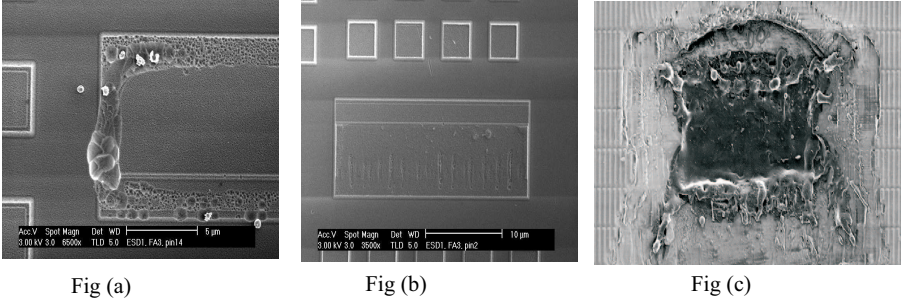 Acc.V Spot Magn Det WD 5 µm
3.00 kV 3.0 6500x TLD 5.0 ESD1, FA3, pin14
Acc.V Spot Magn Det WD 10 µm
3.00 kV 3.0 3500x TLD 5.0 ESD1, FA3, pin2
Fig (a)
Fig (b)
Fig (c)